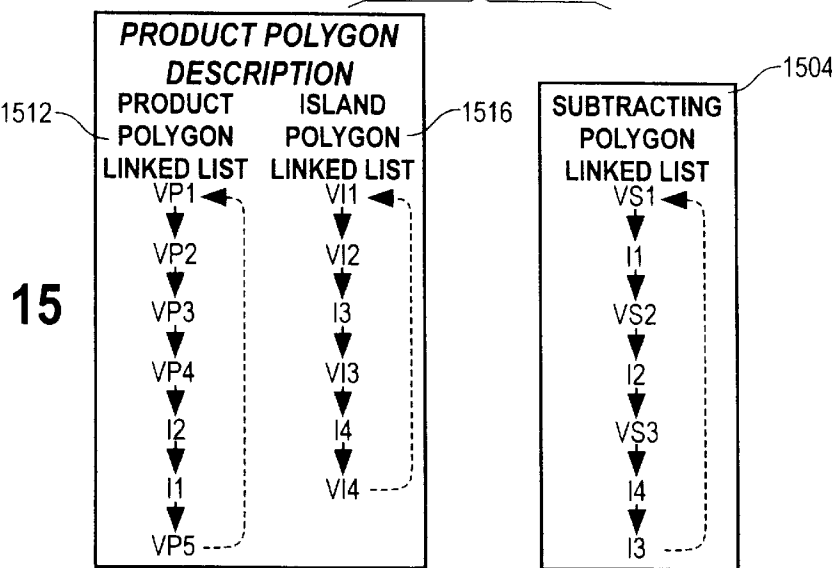 PRODUCT POLYGON
DESCRIPTION
1512
PRODUCT
POLYGON
LINKED LIST
VP1
VP2
VP3
VP4
I2
I1
VP5
1516
ISLAND
POLYGON
LINKED LIST
VI1
VI2
I3
VI3
I4
VI4
1504
SUBTRACTING
POLYGON
LINKED LIST
VS1
I1
VS2
I2
VS3
I4
I3
15